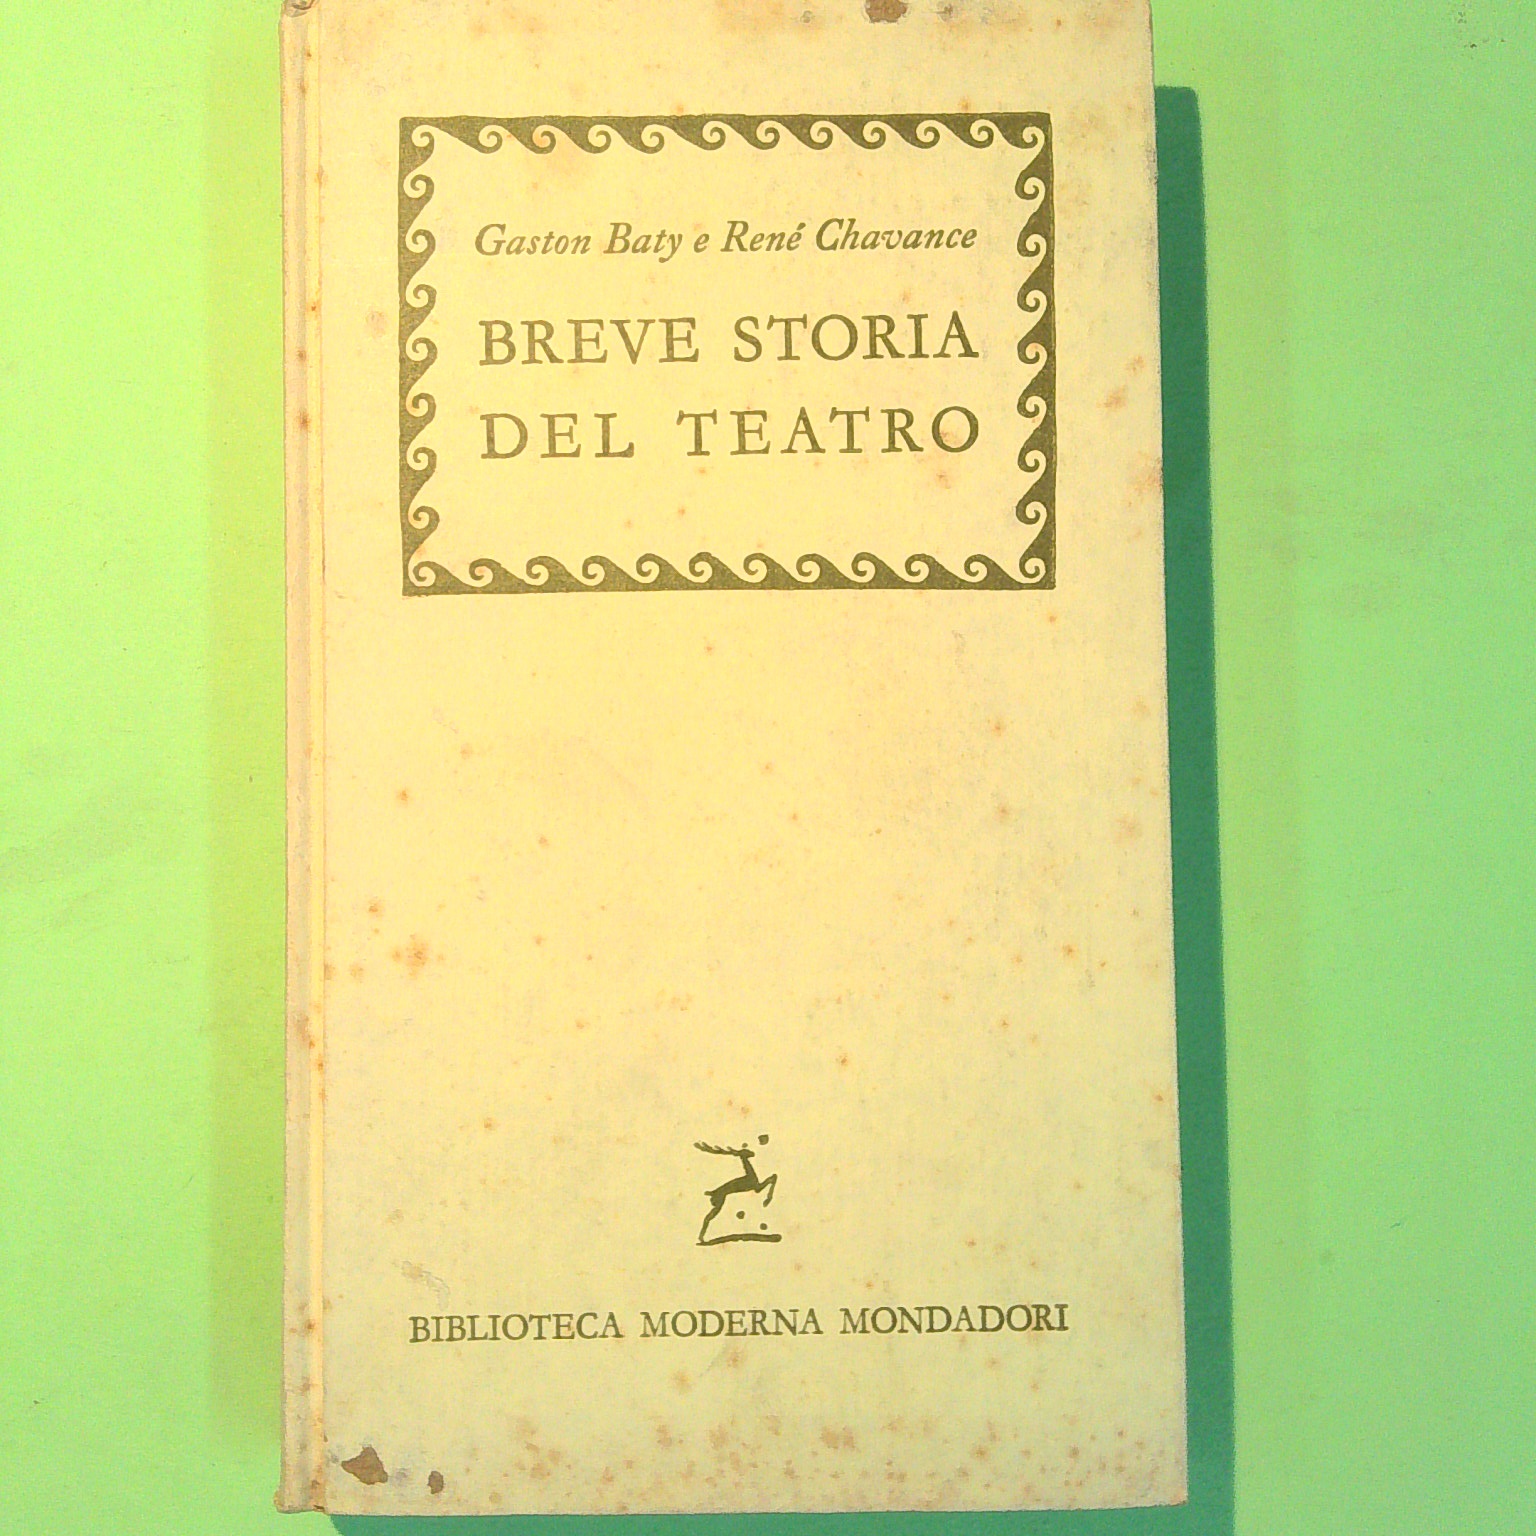 Gaston Baty e René Chavance
BREVE STORIA
DEL TEATRO
BIBLIOTECA MODERNA MONDADORI